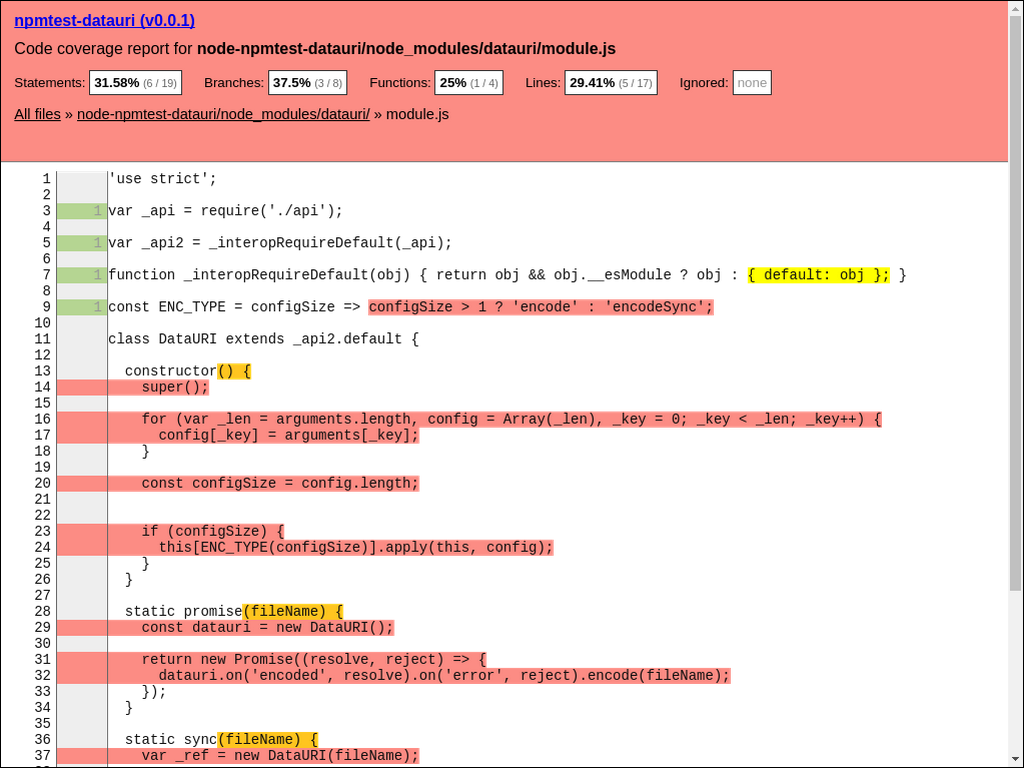 npmtest-datauri (v0.0.1)
Code coverage report for node-npmtest-datauri/node_modules/datauri/module.js
Statements: 31.58% (6 / 19) Branches: 37.5% (3 / 8) Functions: 25% (1 / 4) Lines: 29.41% (5 / 17) Ignored: none
All files » node-npmtest-datauri/node_modules/datauri/ » module.js
1 'use strict';
2
3 1 var _api = require('./api');
4
5 1 var _api2 = _interopRequireDefault(_api);
6
7 1 function _interopRequireDefault(obj) { return obj && obj.__esModule ? obj : { default: obj }; }
8
9 1 const ENC_TYPE = configSize => configSize > 1 ? 'encode' : 'encodeSync';
10
11 class DataURI extends _api2.default {
12
13 constructor() {
14 super();
15
16 for (var _len = arguments.length, config = Array(_len), _key = 0; _key < _len; _key++) {
17 config[_key] = arguments[_key];
18 }
19
20 const configSize = config.length;
21
22
23 if (configSize) {
24 this[ENC_TYPE(configSize)].apply(this, config);
25 }
26 }
27
28 static promise(fileName) {
29 const datauri = new DataURI();
30
31 return new Promise((resolve, reject) => {
32 datauri.on('encoded', resolve).on('error', reject).encode(fileName);
33 });
34 }
35
36 static sync(fileName) {
37 var _ref = new DataURI(fileName);